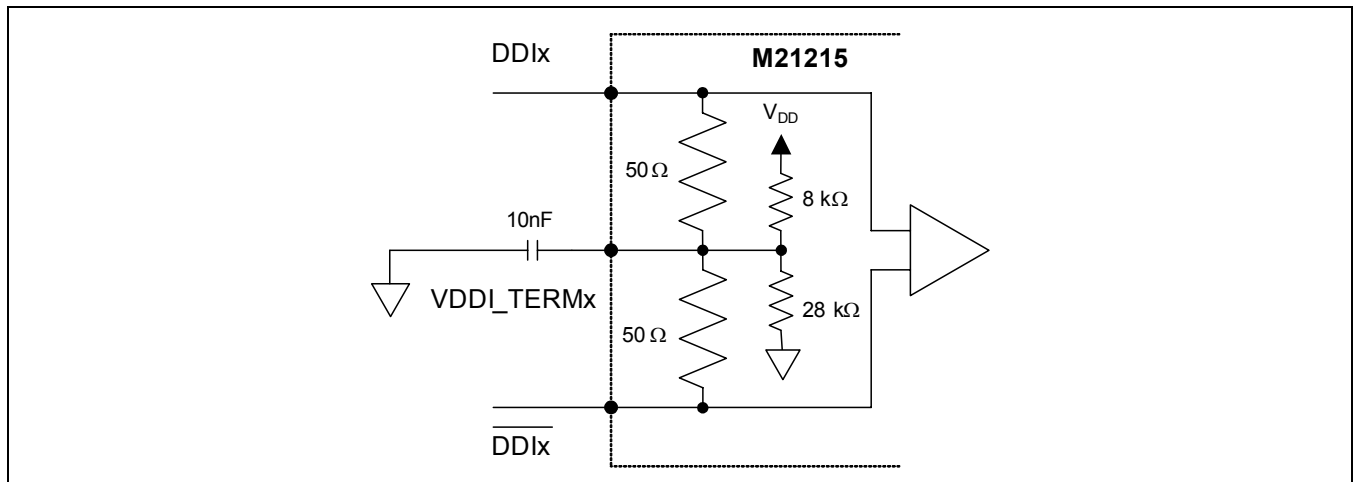 DDIx
M21215
VDD
50 Ω
8 kΩ
10nF
VDDI_TERMx
28 kΩ
50 Ω
DDIx